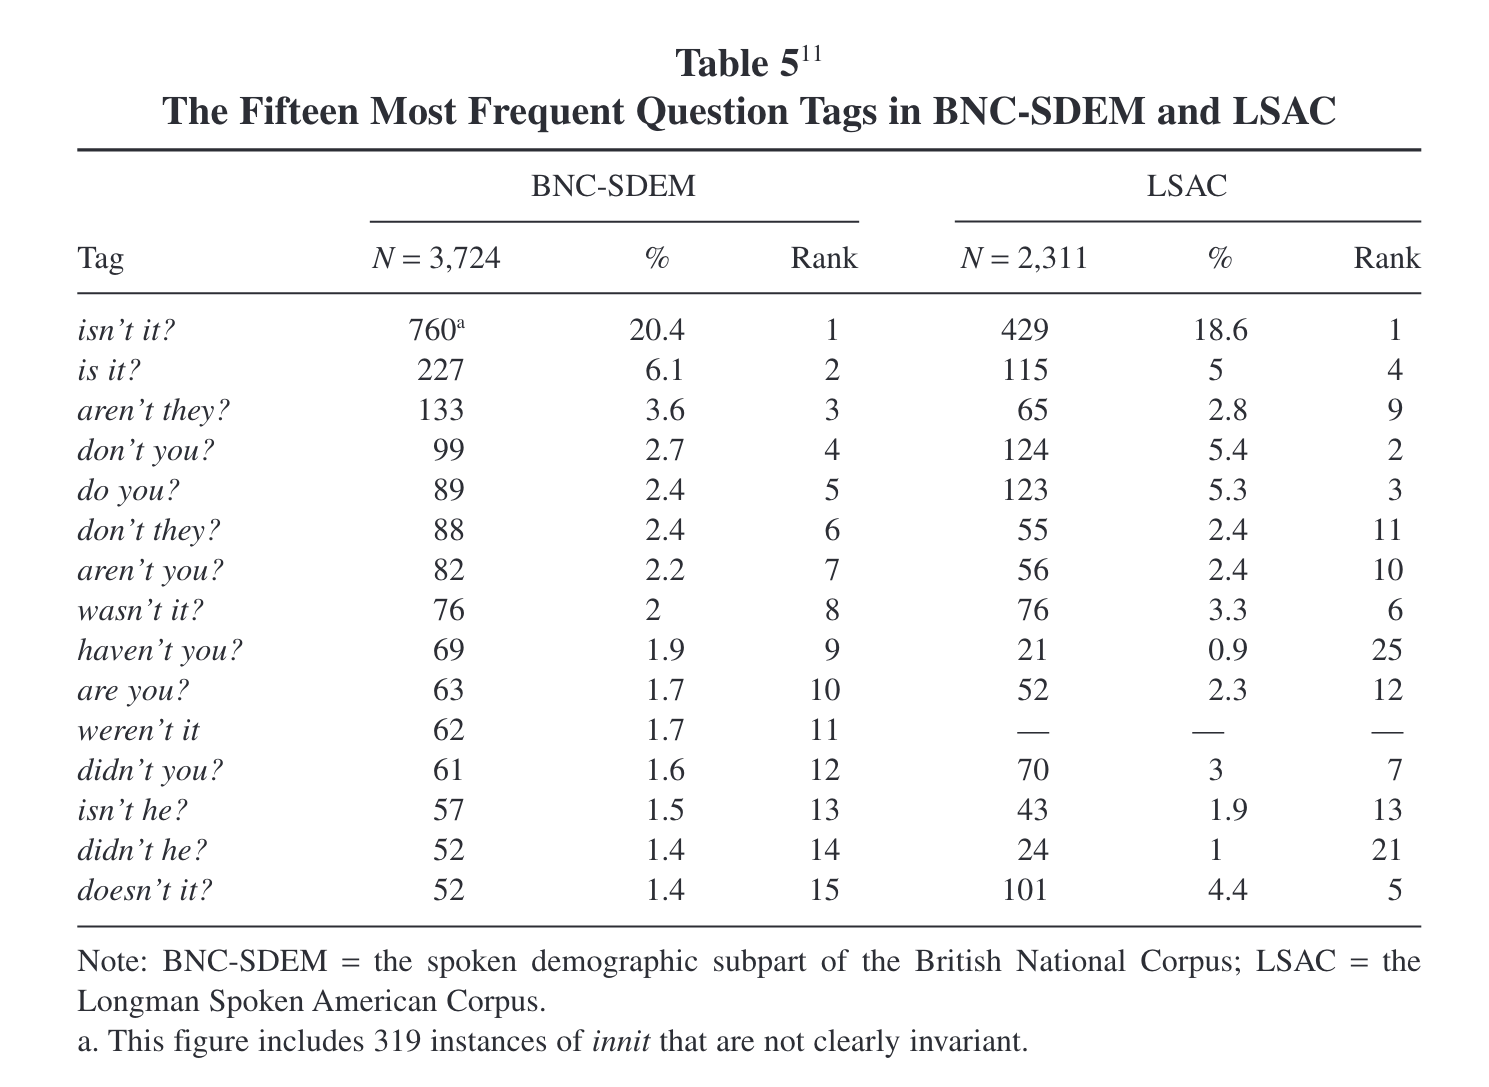 Table 511
The Fifteen Most Frequent Question Tags in BNC-SDEM and LSAC
BNC-SDEM LSAC
Tag N = 3,724 % Rank N = 2,311 % Rank
isn't it? 760a 20.4 1 429 18.6 1
is it? 227 6.1 2 115 5 4
aren't they? 133 3.6 3 65 2.8 9
don't you? 99 2.7 4 124 5.4 2
do you? 89 2.4 5 123 5.3 3
don't they? 88 2.4 6 55 2.4 11
aren't you? 82 2.2 7 56 2.4 10
wasn't it? 76 2 8 76 3.3 6
haven't you? 69 1.9 9 21 0.9 25
are you? 63 1.7 10 52 2.3 12
weren't it 62 1.7 11 — — —
didn't you? 61 1.6 12 70 3 7
isn't he? 57 1.5 13 43 1.9 13
didn't he? 52 1.4 14 24 1 21
doesn't it? 52 1.4 15 101 4.4 5
Note: BNC-SDEM = the spoken demographic subpart of the British National Corpus; LSAC = the
Longman Spoken American Corpus.
a. This figure includes 319 instances of innit that are not clearly invariant.